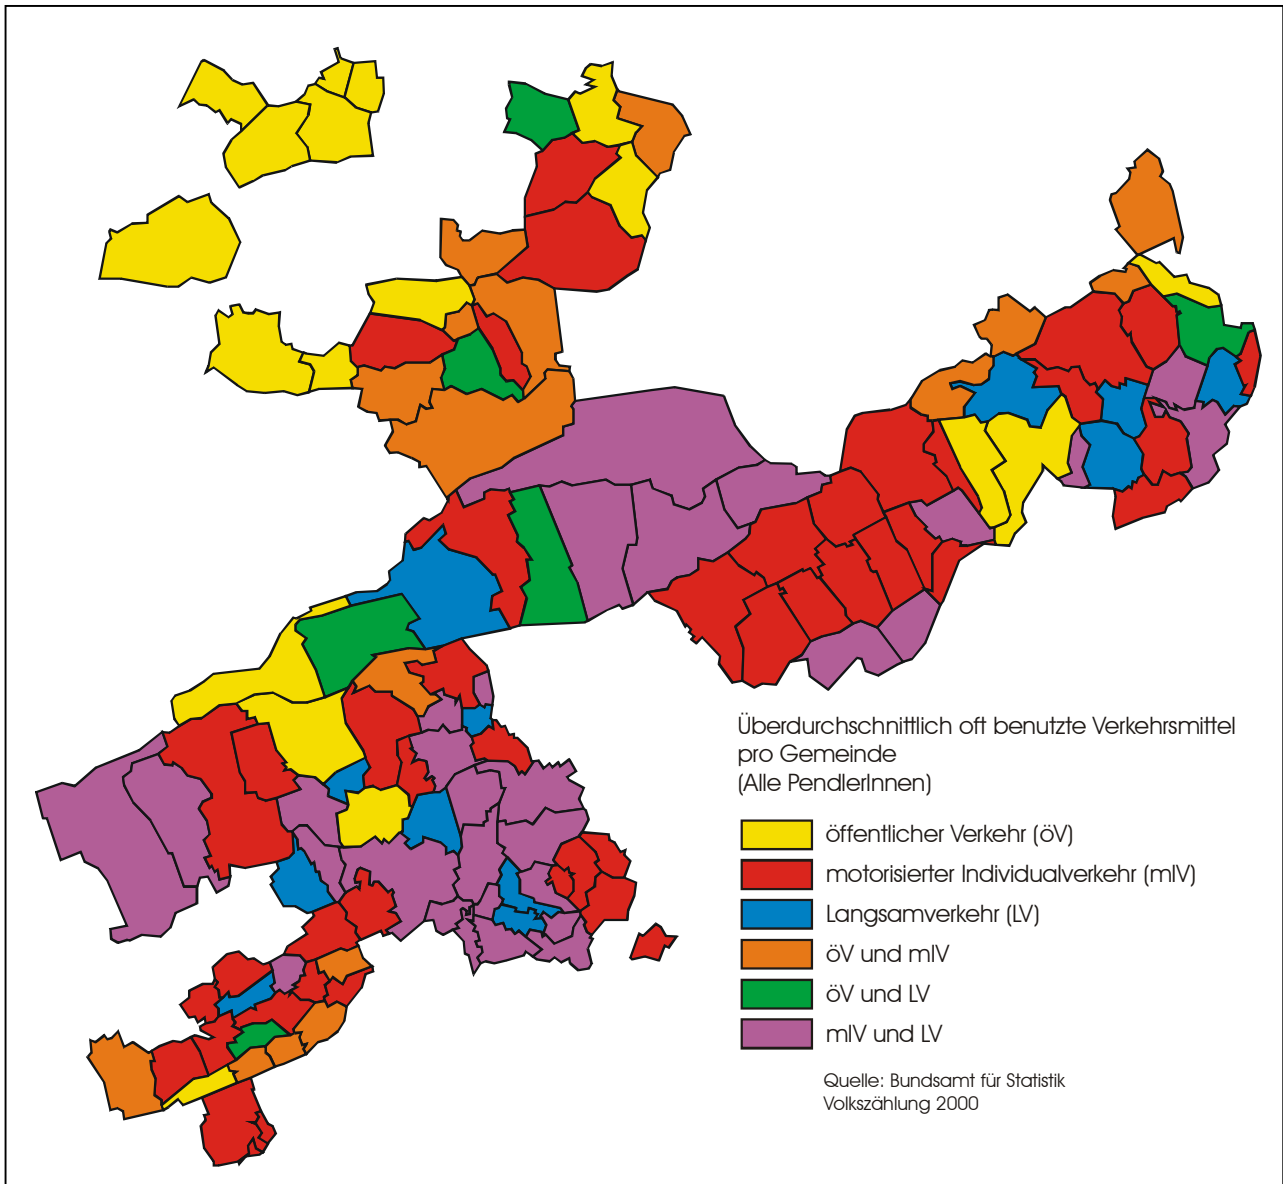 Überdurchschnittlich oft benutzte Verkehrsmittel
pro Gemeinde
(Alle PendlerInnen)
öffentlicher Verkehr (öV)
motorisierter Individualverkehr (mIV)
Langsamverkehr (LV)
öV und mIV
öV und LV
mIV und LV
Quelle: Bundsamt für Statistik
Volkszählung 2000